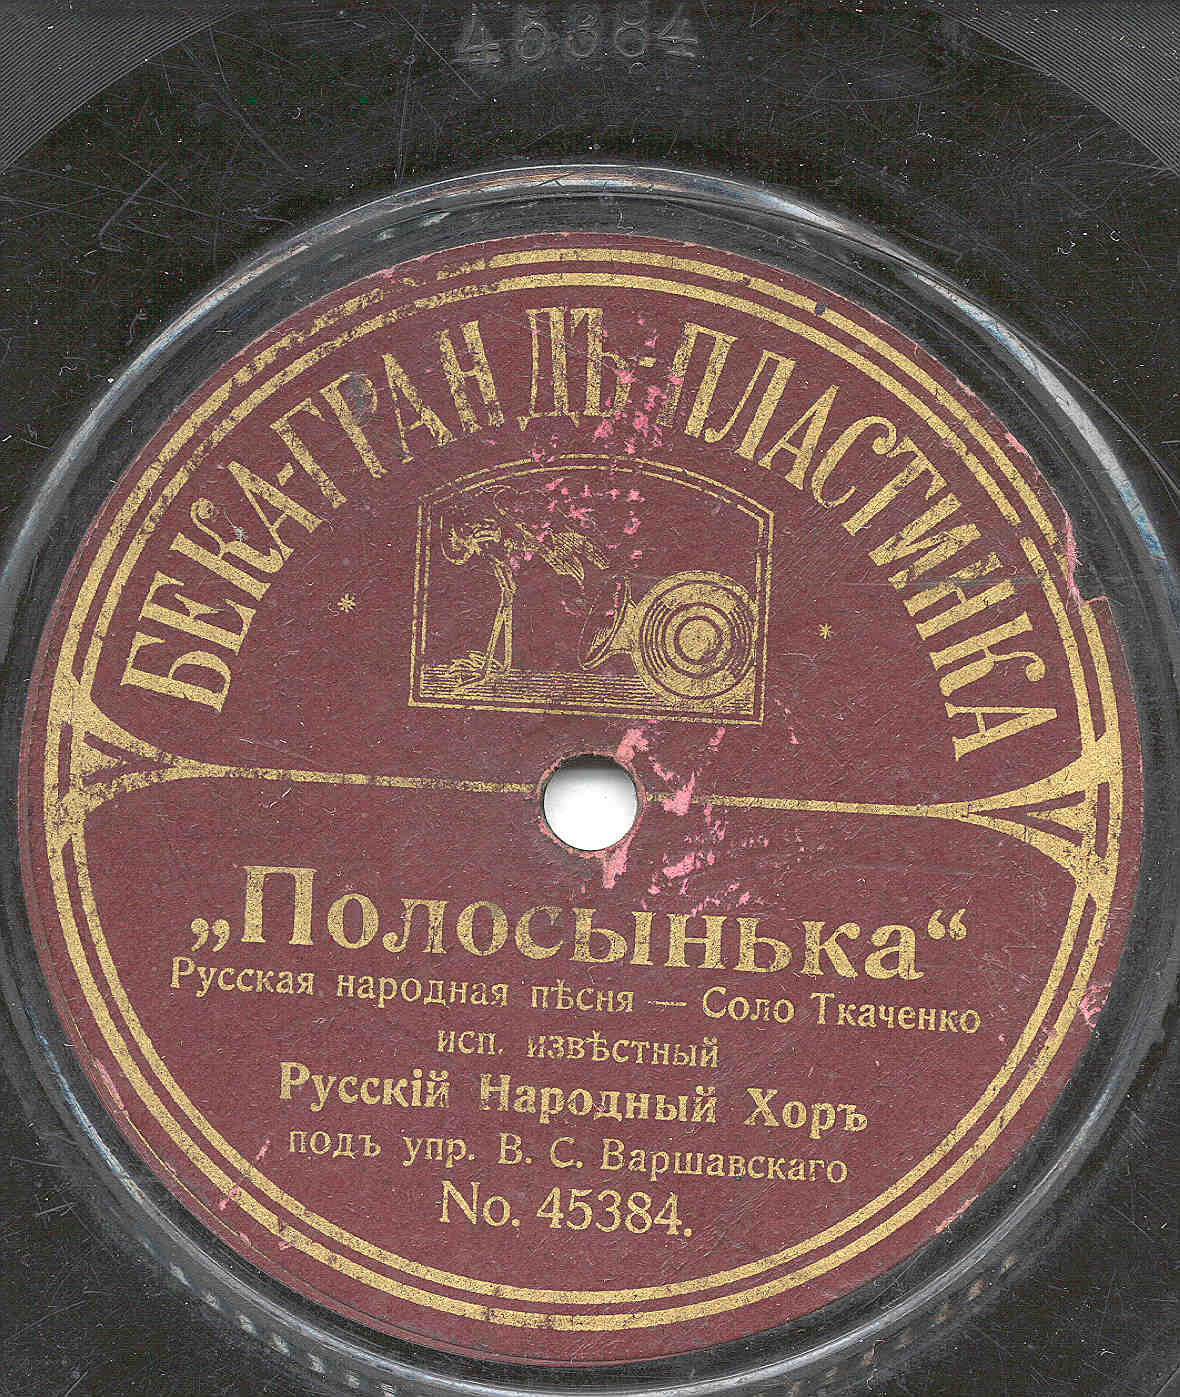 45384
БЕКА-ГРАНДЪ-ПЛАСТИНКА
„Полосынька“
Русская народная пѣсня — Соло Ткаченко
исп. извѣстный
Русскій Народный Хоръ
подъ упр. В. С. Варшавскаго
No. 45384.